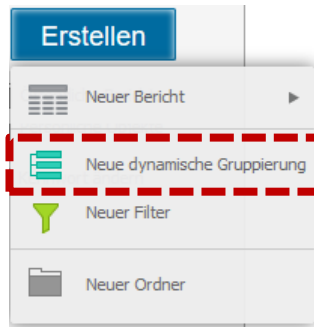 Erstellen
Neuer Bericht
Neue dynamische Gruppierung
Neuer Filter
Neuer Ordner